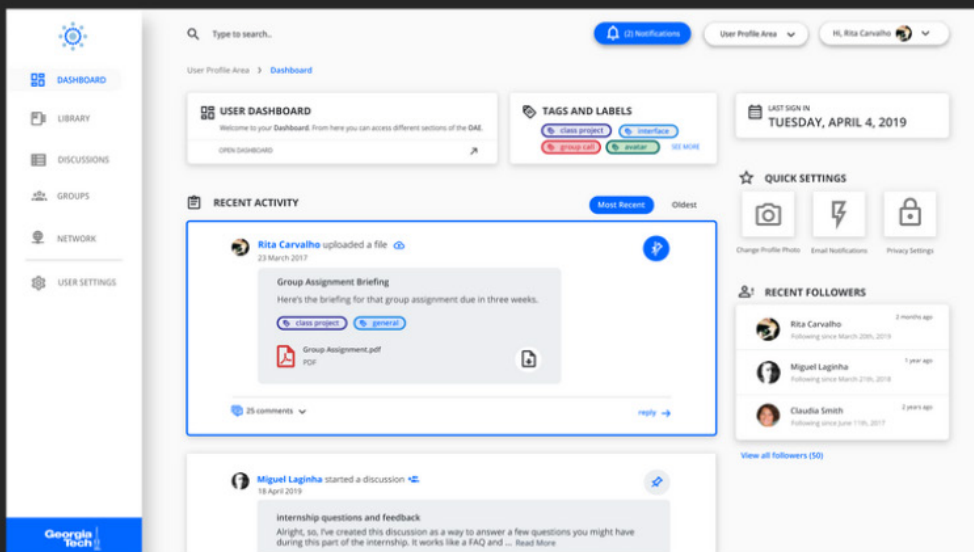 Type to search..
(2) Notifications
User Profile Area
Hi, Rita Carvalho
User Profile Area > Dashboard
DASHBOARD
LIBRARY
DISCUSSIONS
GROUPS
NETWORK
USER SETTINGS
Georgia
Tech
USER DASHBOARD
Welcome to your Dashboard. From here you can access different sections of the OAE.
OPEN DASHBOARD
TAGS AND LABELS
class project
interface
group call
avatar
SEE MORE
LAST SIGN IN
TUESDAY, APRIL 4, 2019
RECENT ACTIVITY
Most Recent
Oldest
Rita Carvalho uploaded a file
23 March 2017
Group Assignment Briefing
Here's the briefing for that group assignment due in three weeks.
class project
general
Group Assignment.pdf
PDF
25 comments
reply
Miguel Laginha started a discussion
18 April 2019
internship questions and feedback
Alright, so, I've created this discussion as a way to answer a few questions you might have
during this part of the internship. It works like a FAQ and ... Read More
QUICK SETTINGS
Change Profile Photo
Email Notifications
Privacy Settings
RECENT FOLLOWERS
Rita Carvalho
2 months ago
Following since March 20th, 2019
Miguel Laginha
1 year ago
Following since March 21th, 2018
Claudia Smith
2 years ago
Following since June 11th, 2017
View all followers (50)